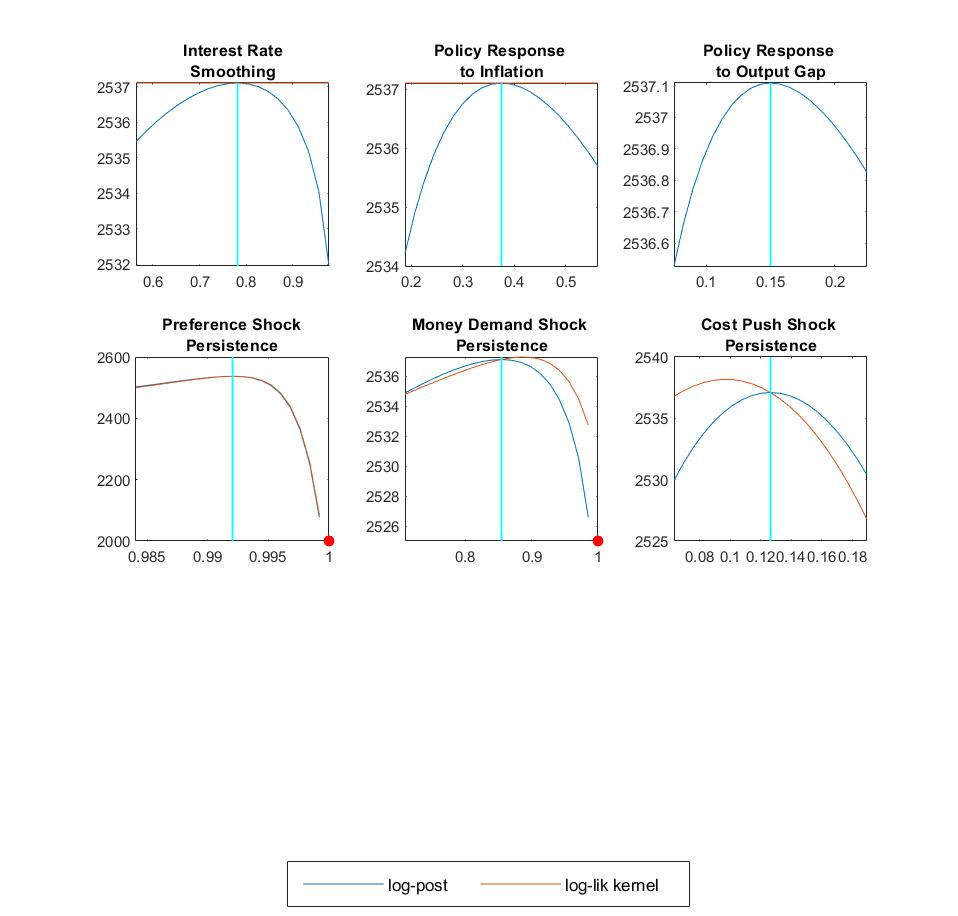 Interest Rate
Smoothing
2537
2536
2535
2534
2533
2532
0.6 0.7 0.8 0.9
Policy Response
to Inflation
2537
2536
2535
2534
0.2 0.3 0.4 0.5
Policy Response
to Output Gap
2537.1
2537
2536.9
2536.8
2536.7
2536.6
0.1 0.15 0.2
Preference Shock
Persistence
2600
2400
2200
2000
0.985 0.99 0.995 1
Money Demand Shock
Persistence
2536
2534
2532
2530
2528
2526
0.8 0.9 1
Cost Push Shock
Persistence
2540
2535
2530
2525
0.08 0.1 0.12 0.14 0.16 0.18
log-post log-lik kernel